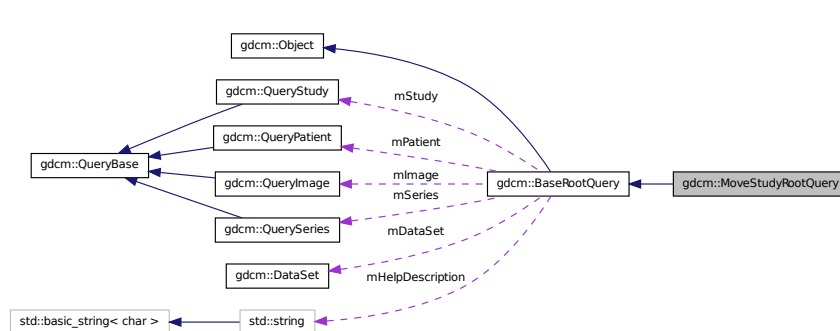 gdcm::Object
gdcm::QueryStudy
mStudy
gdcm::QueryPatient
mPatient
gdcm::QueryBase
mImage
gdcm::QueryImage
gdcm::BaseRootQuery
gdcm::MoveStudyRootQuery
mSeries
gdcm::QuerySeries
mDataSet
gdcm::DataSet
mHelpDescription
std::basic_string< char >
std::string